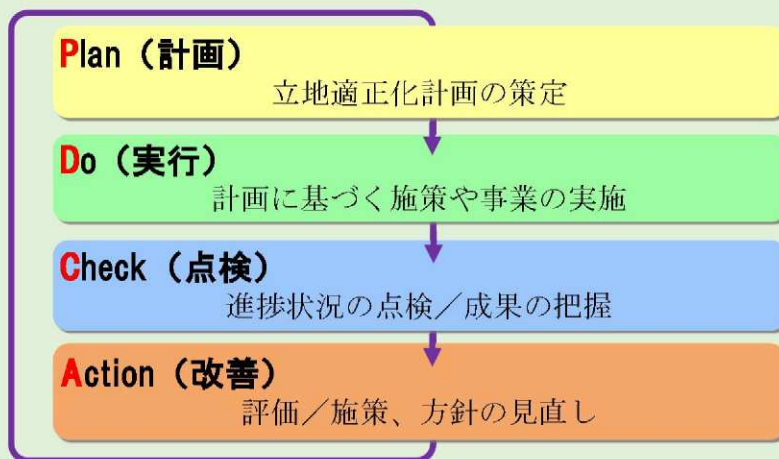 Plan（計画）
立地適正化計画の策定
Do（実行）
計画に基づく施策や事業の実施
Check（点検）
進捗状況の点検／成果の把握
Action（改善）
評価／施策、方針の見直し